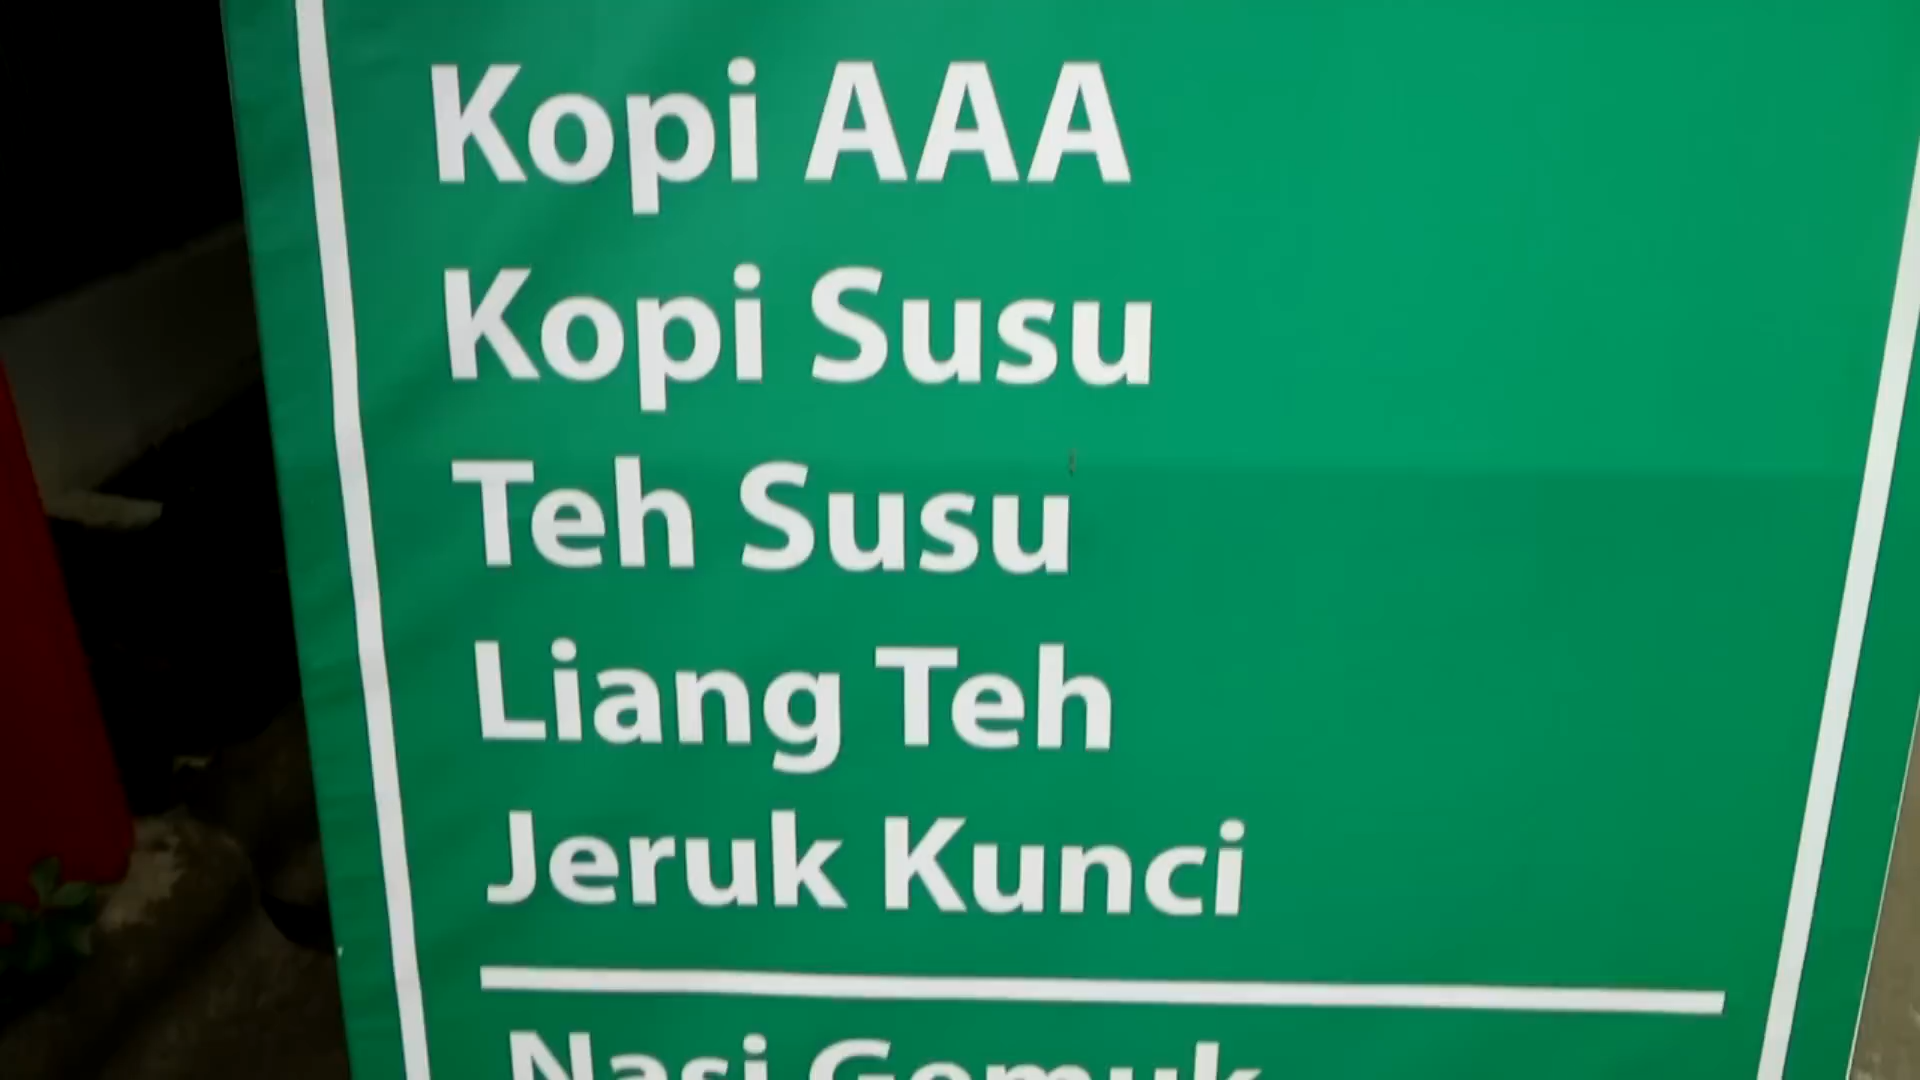 Kopi AAA
Kopi Susu
Teh Susu
Liang Teh
Jeruk Kunci
Nasi Gemuk